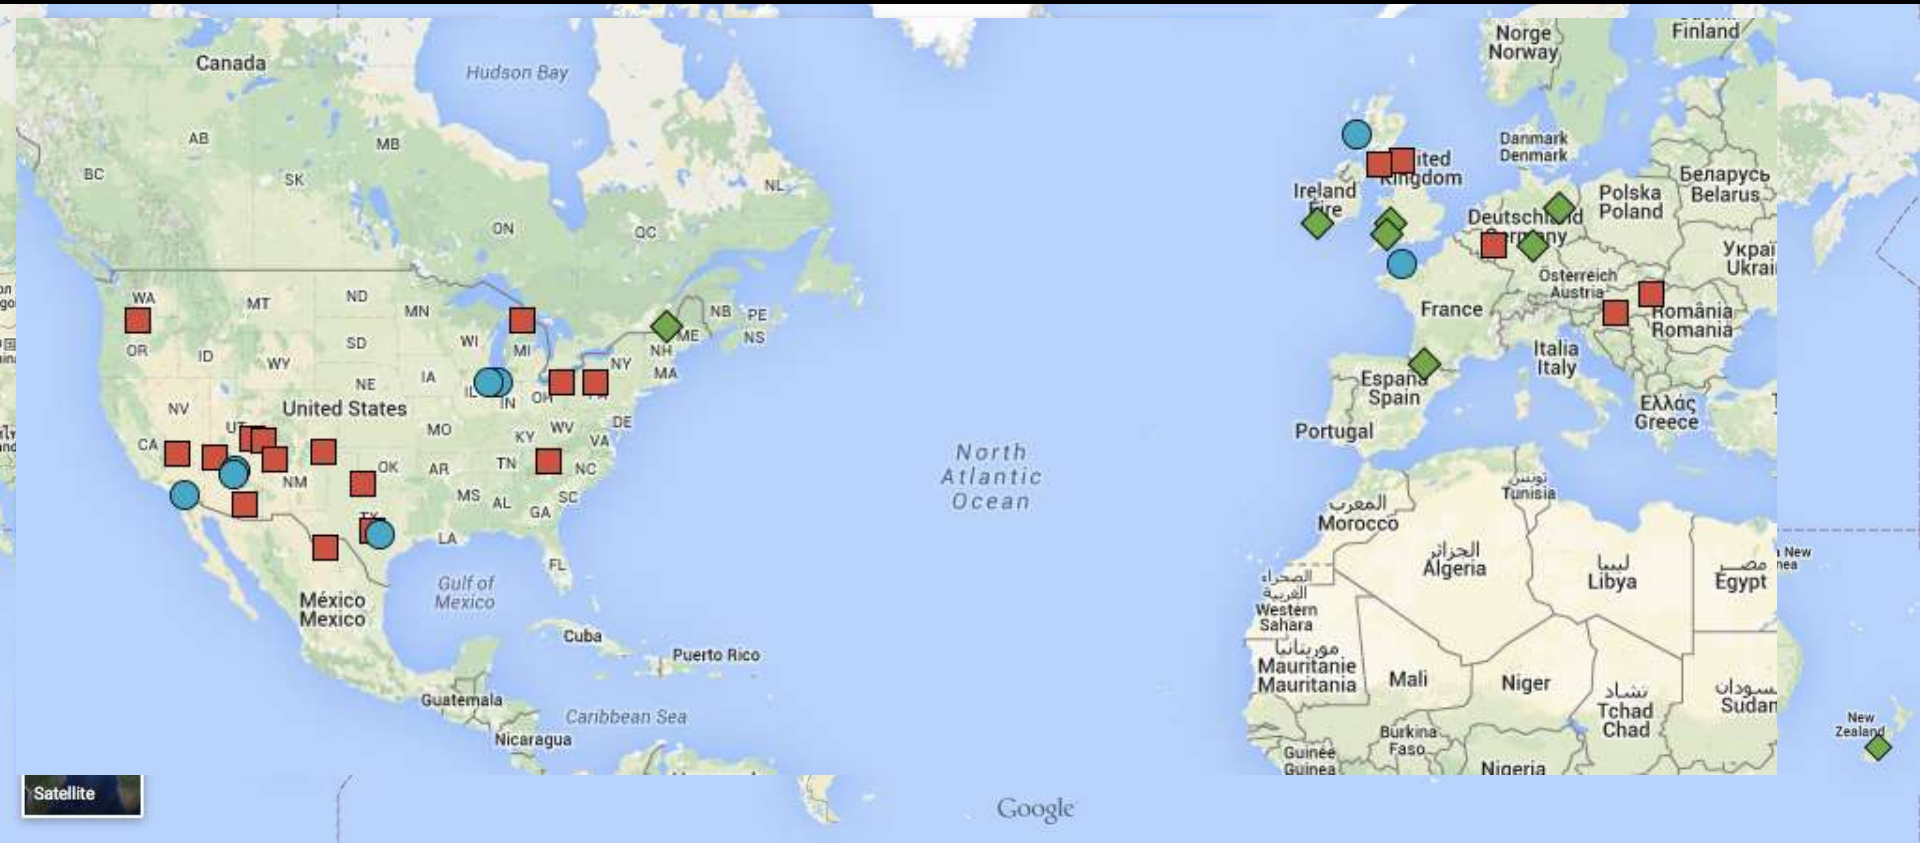 Canada
Hudson Bay
Norge
Norway
Finland
AB
MB
BC
SK
NL
ON
QC
Danmark
Denmark
Ireland
Kingdom
Polska
Poland
Беларусь
Belarus
WA
MT
ND
MN
NB
PE
NS
ME
OR
ID
WY
SD
WI
MI
NY
NH
MA
NE
IA
IN
NV
United States
MO
KY
WV
VA
DE
CA
OK
AR
TN
NC
NM
MS
AL
GA
SC
LA
FL
Österreich
Austria
France
România
Romania
Italia
Italy
España
Spain
Portugal
Ελλάς
Greece
North
Atlantic
Ocean
تونس
Tunisia
المغرب
Morocco
الجزائر
Algeria
ليبيا
Libya
مصر
Egypt
الصحراء
الغربية
Western
Sahara
موريتانيا
Mauritanie
Mauritania
Mali
Niger
تشاد
Tchad
Chad
Sudan
Burkina
Faso
Guinée
Guinea
Nigeria
Gulf of
Mexico
México
Mexico
Cuba
Puerto Rico
Guatemala
Caribbean Sea
Nicaragua
New
Zealand
Satellite
Google